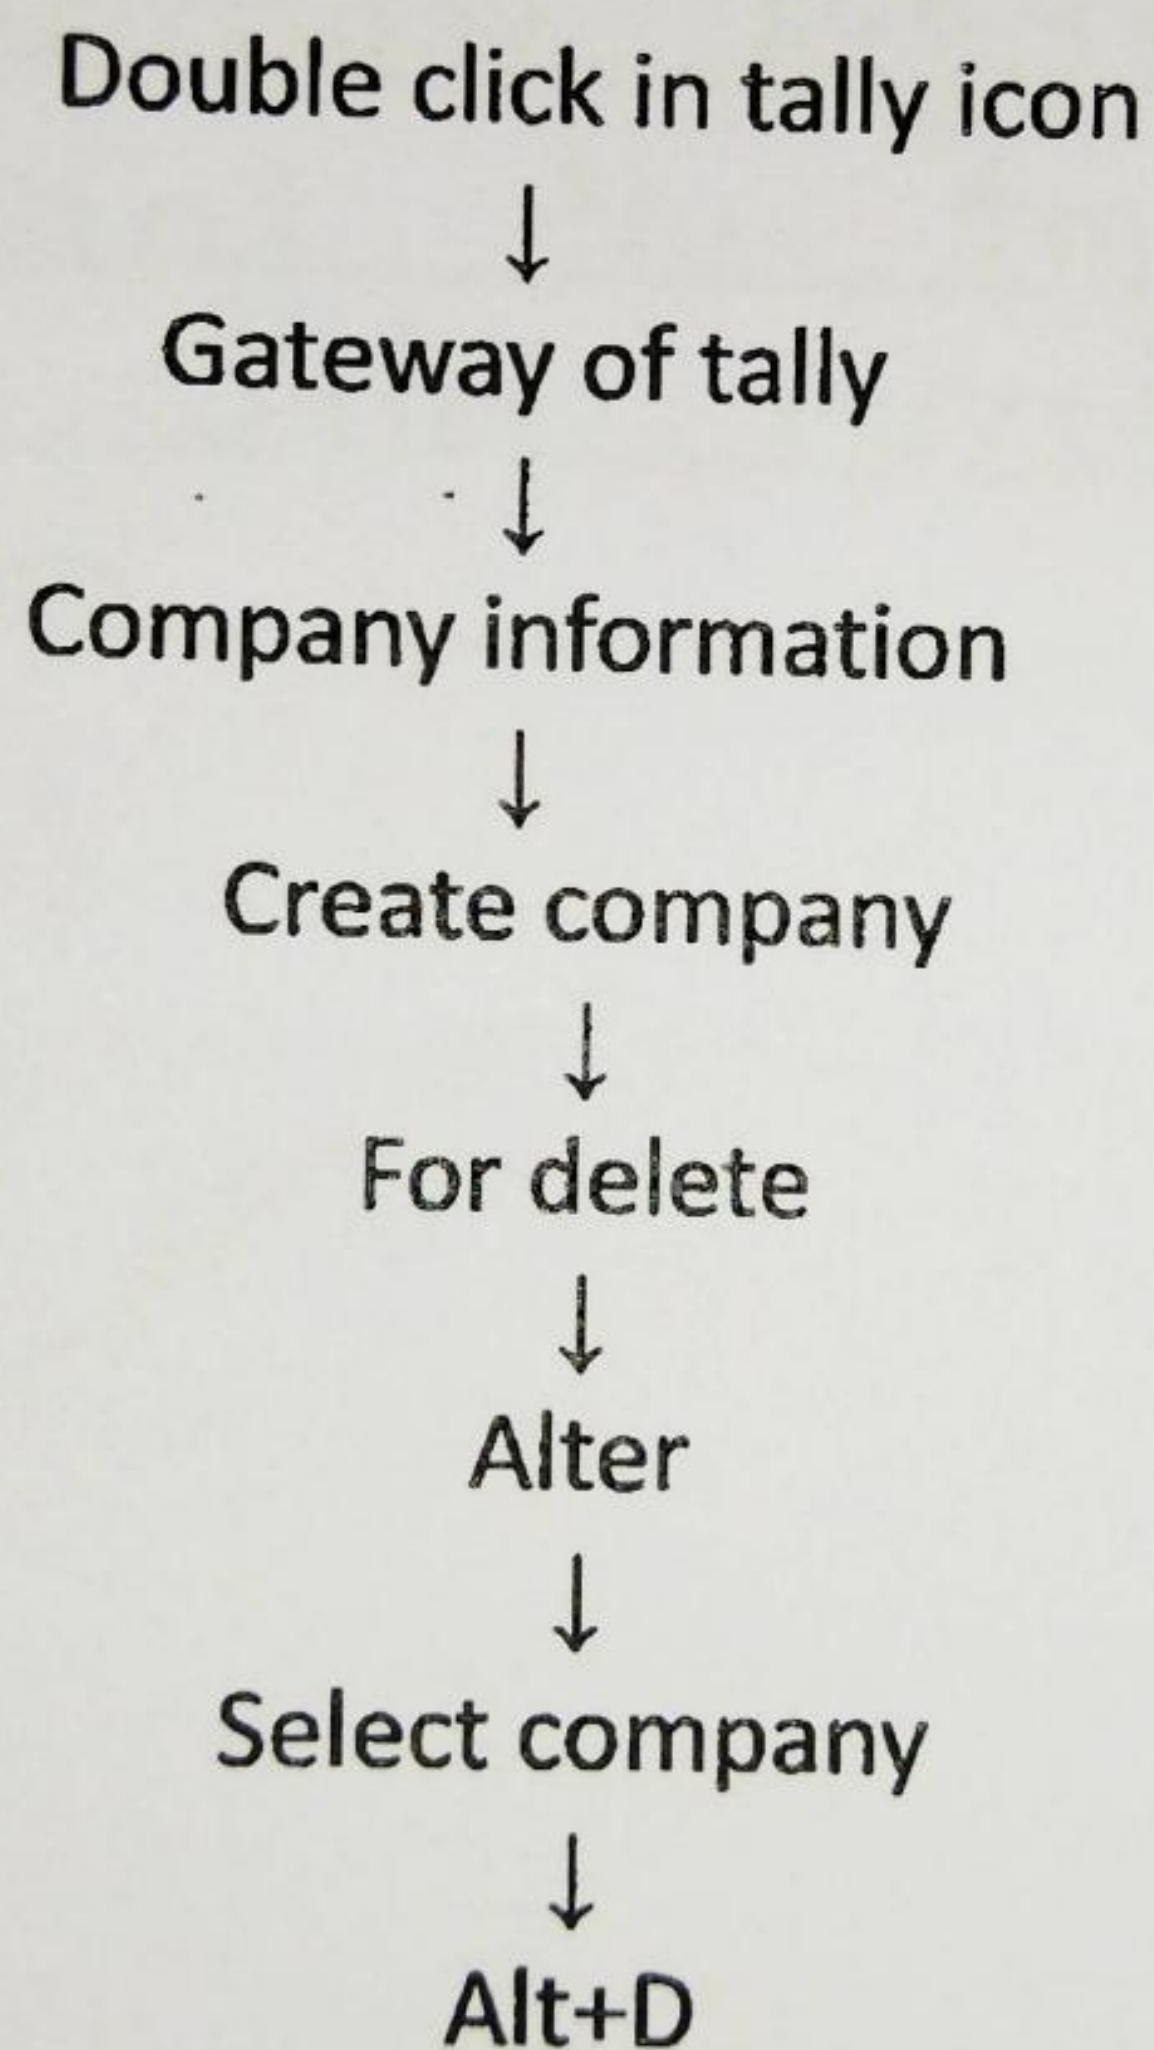 Double click in tally icon
↓
Gateway of tally
↓
Company information
↓
Create company
↓
For delete
↓
Alter
↓
Select company
↓
Alt+D